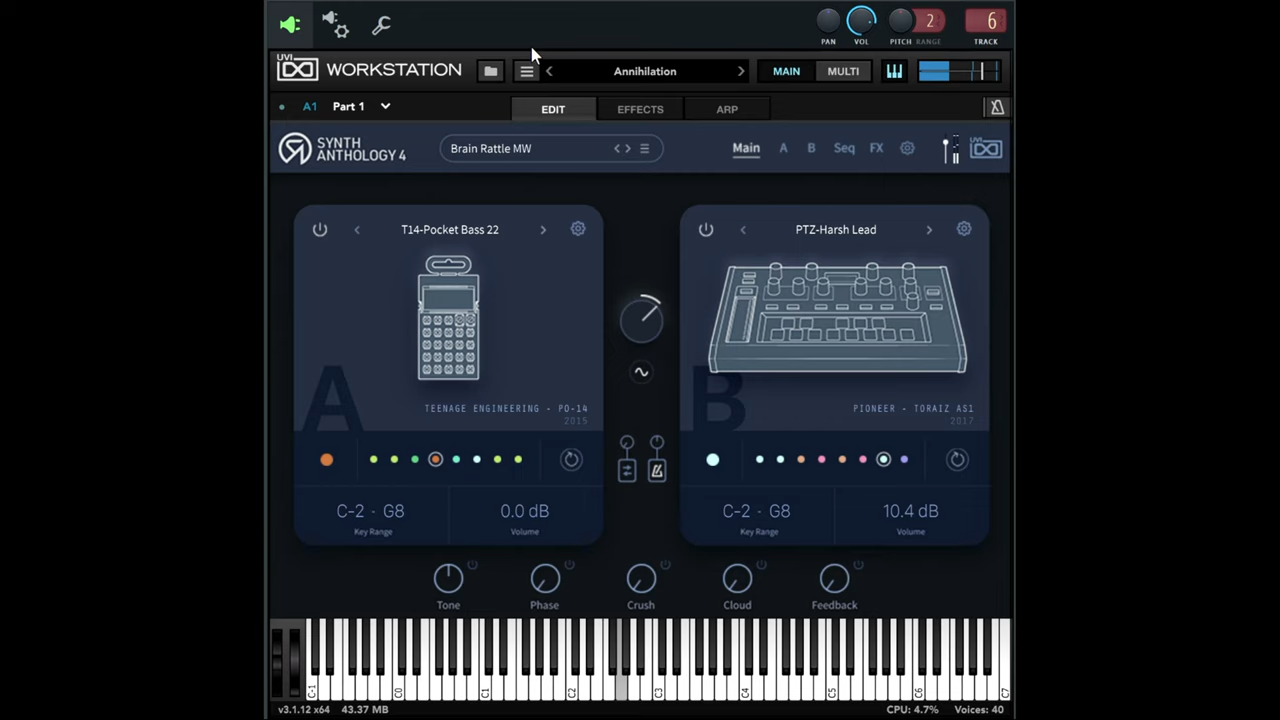 2
6
PAN
VOL
PITCH
RANGE
TRACK
UVI
WORKSTATION
Annihilation
MAIN
MULTI
A1
Part 1
EDIT
EFFECTS
ARP
SYNTH
ANTHOLOGY 4
Brain Rattle MW
Main
A
B
Seq
FX
T14-Pocket Bass 22
PTZ-Harsh Lead
A
TEENAGE ENGINEERING - PO-14
2015
B
PIONEER - TORAIZ AS1
2017
C-2 - G8
Key Range
0.0 dB
Volume
C-2 - G8
Key Range
10.4 dB
Volume
Tone
Phase
Crush
Cloud
Feedback
C-1
C0
C1
C2
C3
C4
C5
C6
C7
v3.1.12 x64
43.37 MB
CPU: 4.7%
Voices: 40